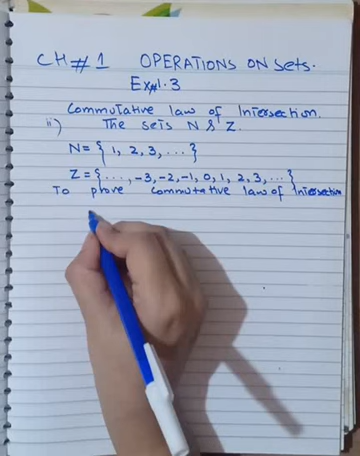 CH # 1 OPERATIONS ON Sets.
Ex# 1.3
Commutative law of Intersection.
ii) The sets N & Z.
N = { 1, 2, 3, ... }
Z = { ..., -3, -2, -1, 0, 1, 2, 3, ... }
To prove commutative law of Intersection